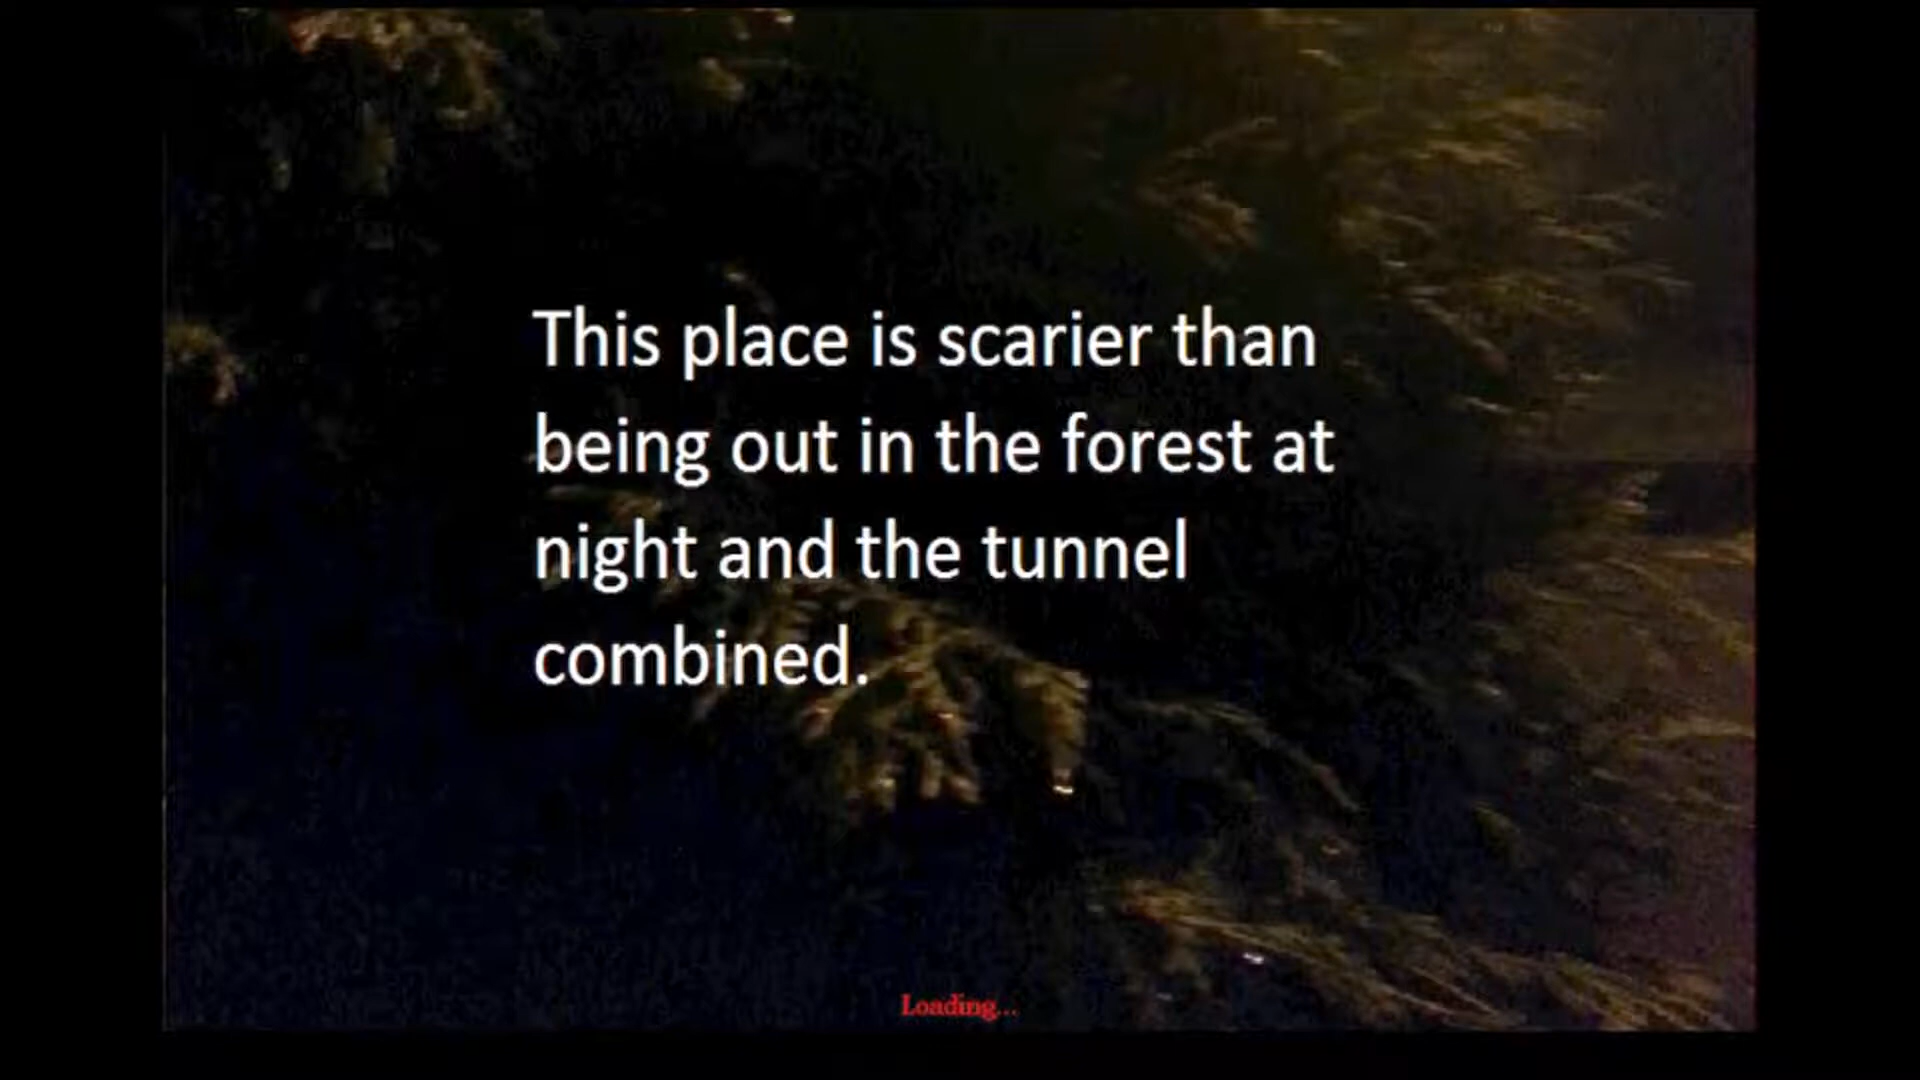 This place is scarier than
being out in the forest at
night and the tunnel
combined.
Loading...